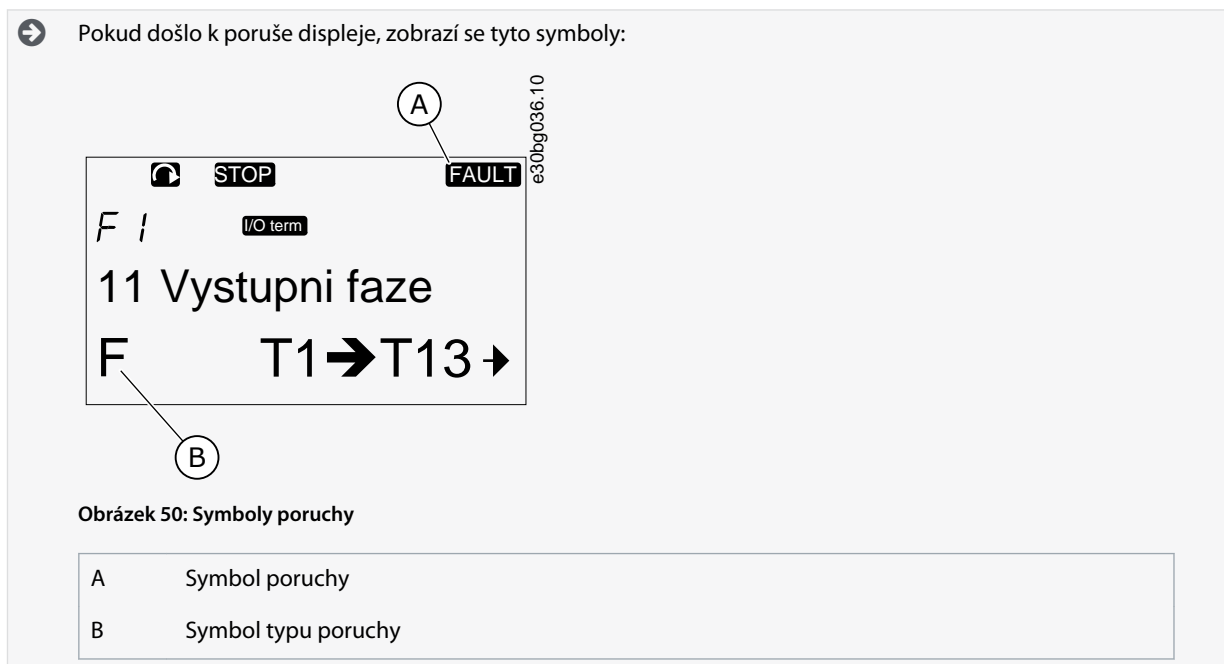 Pokud došlo k poruše displeje, zobrazí se tyto symboly:
A
e30bg036.10
STOP FAULT
F 1 I/O term
11 Vystupni faze
F T1➔T13
B
Obrázek 50: Symboly poruchy
A Symbol poruchy
B Symbol typu poruchy